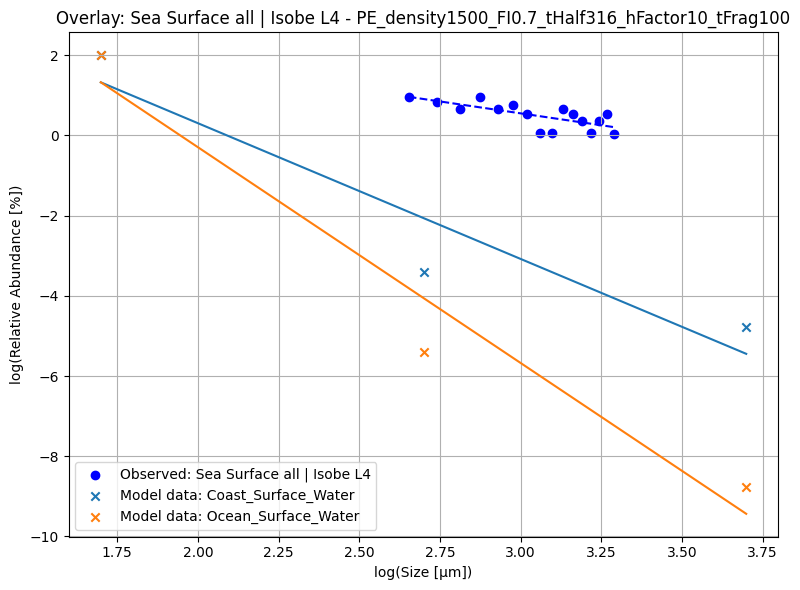 Overlay: Sea Surface all | Isobe L4 - PE_density1500_FI0.7_tHalf316_hFactor10_tFrag100
log(Relative Abundance [%])
2
0
−2
−4
−6
−8
−10
Observed: Sea Surface all | Isobe L4
Model data: Coast_Surface_Water
Model data: Ocean_Surface_Water
1.75 2.00 2.25 2.50 2.75 3.00 3.25 3.50 3.75
log(Size [μm])